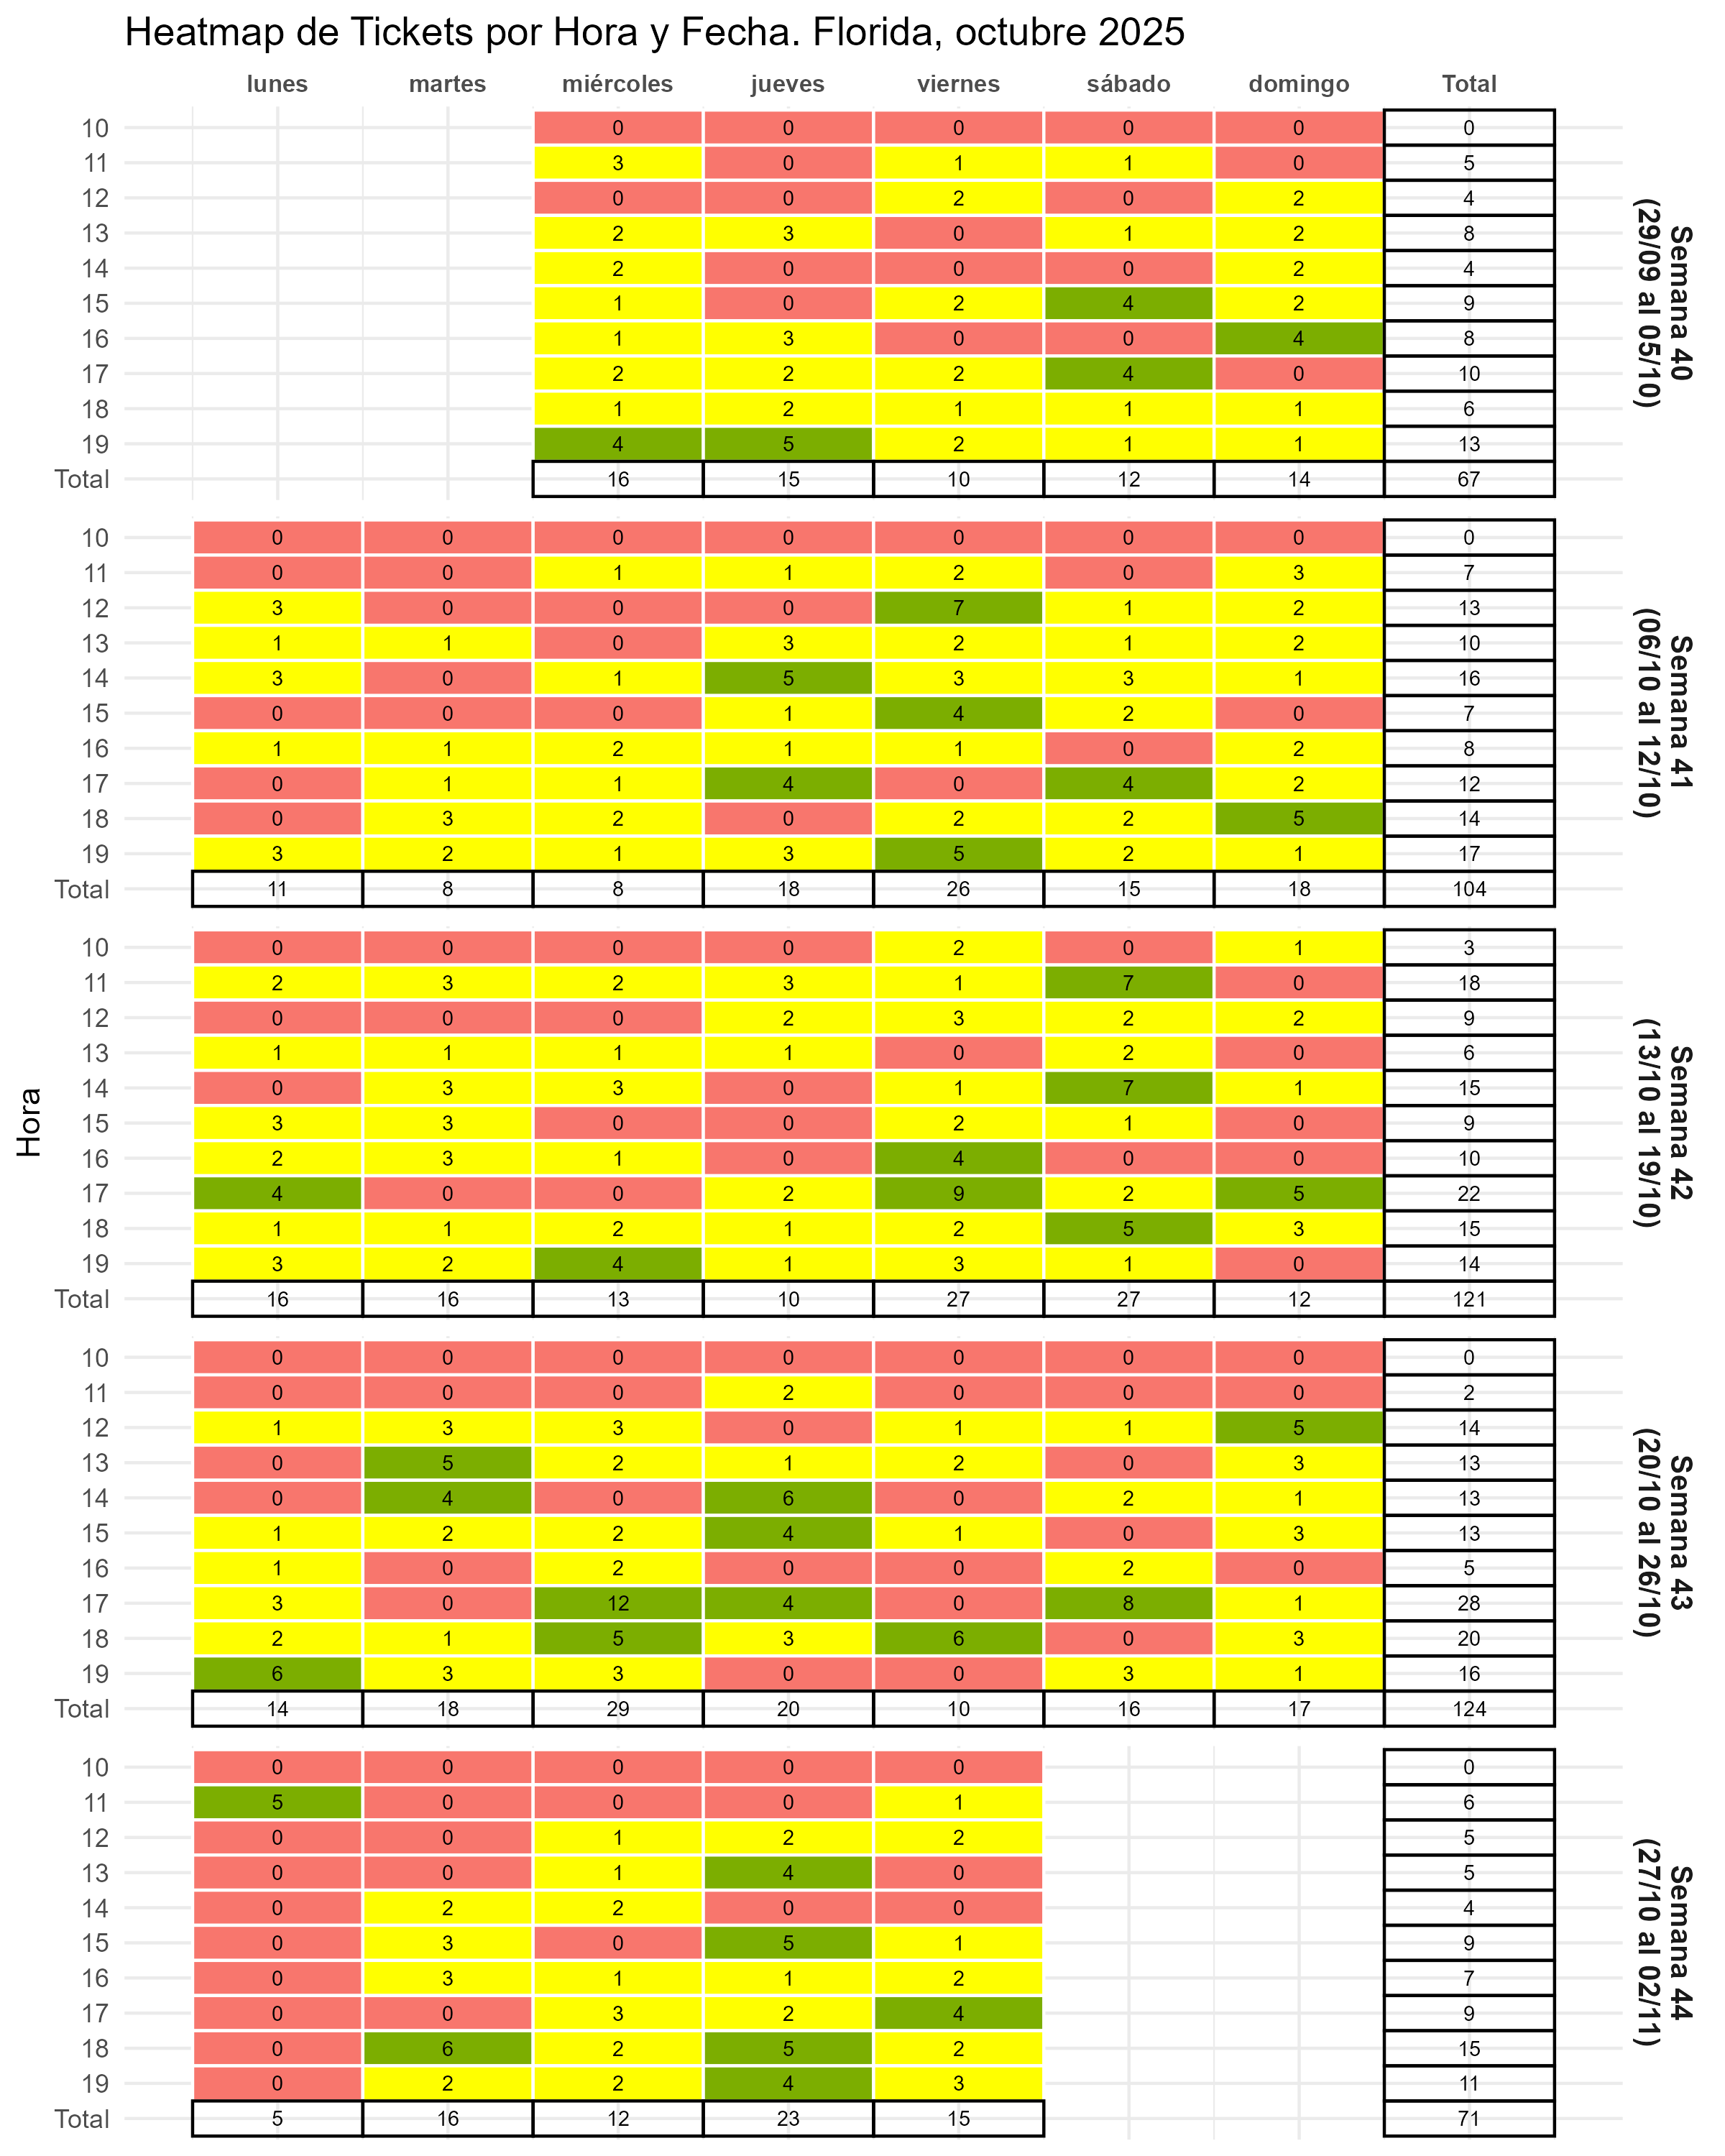 Heatmap de Tickets por Hora y Fecha. Florida, octubre 2025
lunes martes miércoles jueves viernes sábado domingo Total
10 0 0 0 0 0 0
11 3 0 1 1 0 5
12 0 0 2 0 2 4
13 2 3 0 1 2 8
14 2 0 0 0 2 4
15 1 0 2 4 2 9
16 1 3 0 0 4 8
17 2 2 2 4 0 10
18 1 2 1 1 1 6
19 4 5 2 1 1 13
Total 16 15 10 12 14 67
Semana 40
(29/09 al 05/10)
10 0 0 0 0 0 0 0 0
11 0 0 1 1 2 0 3 7
12 3 0 0 0 7 1 2 13
13 1 1 0 3 2 1 2 10
14 3 0 1 5 3 3 1 16
15 0 0 0 1 4 2 0 7
16 1 1 2 1 1 0 2 8
17 0 1 1 4 0 4 2 12
18 0 3 2 0 2 2 5 14
19 3 2 1 3 5 2 1 17
Total 11 8 8 18 26 15 18 104
Semana 41
(06/10 al 12/10)
Hora
10 0 0 0 0 2 0 1 3
11 2 3 2 3 1 7 0 18
12 0 0 0 2 3 2 2 9
13 1 1 1 1 0 2 0 6
14 0 3 3 0 1 7 1 15
15 3 3 0 0 2 1 0 9
16 2 3 1 0 4 0 0 10
17 4 0 0 2 9 2 5 22
18 1 1 2 1 2 5 3 15
19 3 2 4 1 3 1 0 14
Total 16 16 13 10 27 27 12 121
Semana 42
(13/10 al 19/10)
10 0 0 0 0 0 0 0 0
11 0 0 0 2 0 0 0 2
12 1 3 3 0 1 1 5 14
13 0 5 2 1 2 0 3 13
14 0 4 0 6 0 2 1 13
15 1 2 2 4 1 0 3 13
16 1 0 2 0 0 2 0 5
17 3 0 12 4 0 8 1 28
18 2 1 5 3 6 0 3 20
19 6 3 3 0 0 3 1 16
Total 14 18 29 20 10 16 17 124
Semana 43
(20/10 al 26/10)
10 0 0 0 0 0 0
11 5 0 0 0 1 6
12 0 0 1 2 2 5
13 0 0 1 4 0 5
14 0 2 2 0 0 4
15 0 3 0 5 1 9
16 0 3 1 1 2 7
17 0 0 3 2 4 9
18 0 6 2 5 2 15
19 0 2 2 4 3 11
Total 5 16 12 23 15 71
Semana 44
(27/10 al 02/11)